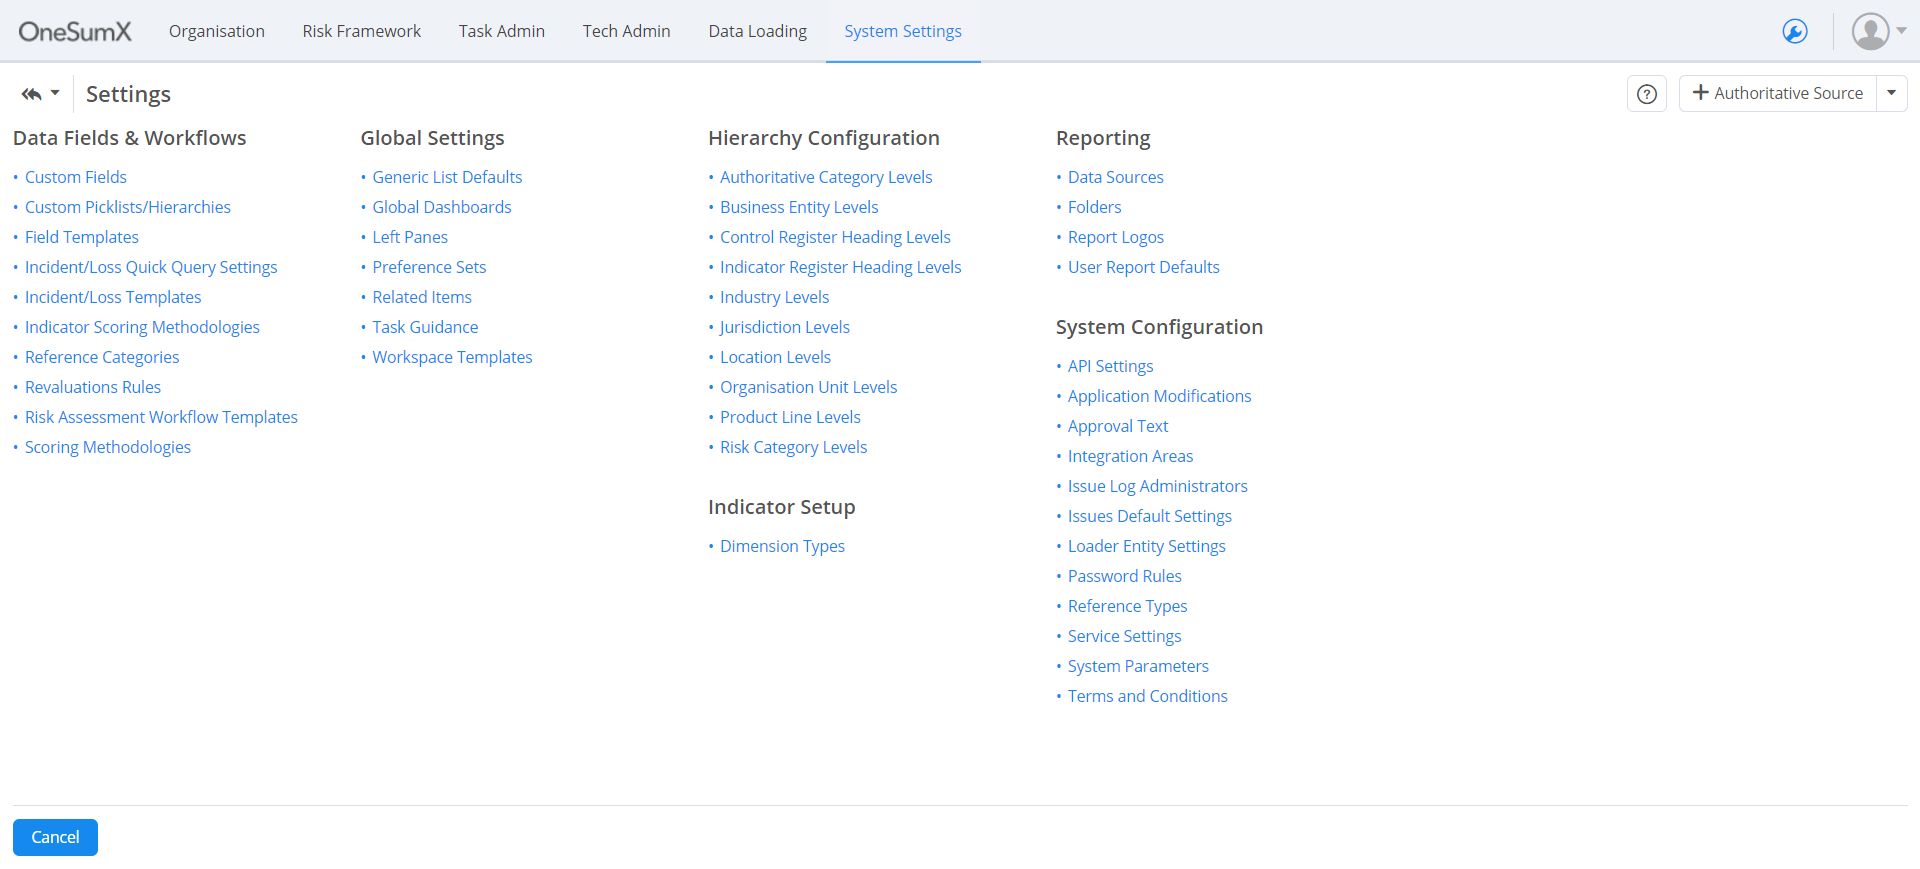 OneSumX
Organisation
Risk Framework
Task Admin
Tech Admin
Data Loading
System Settings
Settings
?
Authoritative Source
Data Fields & Workflows
• Custom Fields
• Custom Picklists/Hierarchies
• Field Templates
• Incident/Loss Quick Query Settings
• Incident/Loss Templates
• Indicator Scoring Methodologies
• Reference Categories
• Revaluations Rules
• Risk Assessment Workflow Templates
• Scoring Methodologies
Global Settings
• Generic List Defaults
• Global Dashboards
• Left Panes
• Preference Sets
• Related Items
• Task Guidance
• Workspace Templates
Hierarchy Configuration
• Authoritative Category Levels
• Business Entity Levels
• Control Register Heading Levels
• Indicator Register Heading Levels
• Industry Levels
• Jurisdiction Levels
• Location Levels
• Organisation Unit Levels
• Product Line Levels
• Risk Category Levels
Indicator Setup
• Dimension Types
Reporting
• Data Sources
• Folders
• Report Logos
• User Report Defaults
System Configuration
• API Settings
• Application Modifications
• Approval Text
• Integration Areas
• Issue Log Administrators
• Issues Default Settings
• Loader Entity Settings
• Password Rules
• Reference Types
• Service Settings
• System Parameters
• Terms and Conditions
Cancel